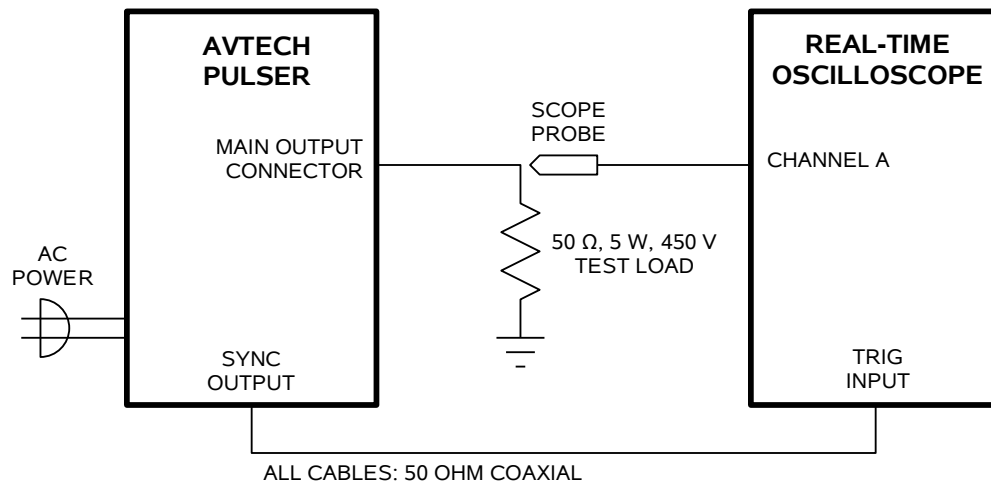 AVTECH
PULSER
MAIN OUTPUT
CONNECTOR
AC
POWER
SYNC
OUTPUT
SCOPE
PROBE
50 Ω, 5 W, 450 V
TEST LOAD
REAL-TIME
OSCILLOSCOPE
CHANNEL A
TRIG
INPUT
ALL CABLES: 50 OHM COAXIAL